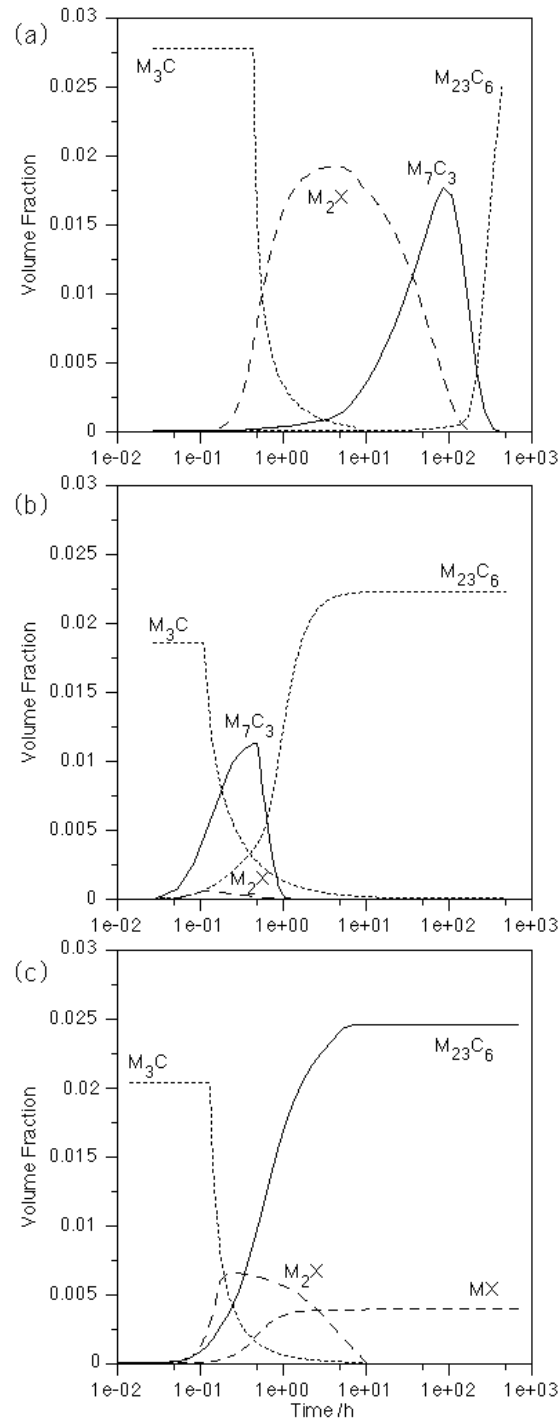 (a)
0.03
0.025
0.02
0.015
0.01
0.005
0
Volume Fraction
M3C
M23C6
M7C3
M2X
1e-02 1e-01 1e+00 1e+01 1e+02 1e+03
(b)
0.03
0.025
0.02
0.015
0.01
0.005
0
Volume Fraction
M23C6
M3C
M7C3
M2X
1e-02 1e-01 1e+00 1e+01 1e+02 1e+03
(c)
0.03
0.025
0.02
0.015
0.01
0.005
0
Volume Fraction
M3C
M23C6
M2X
MX
1e-02 1e-01 1e+00 1e+01 1e+02 1e+03
Time /h